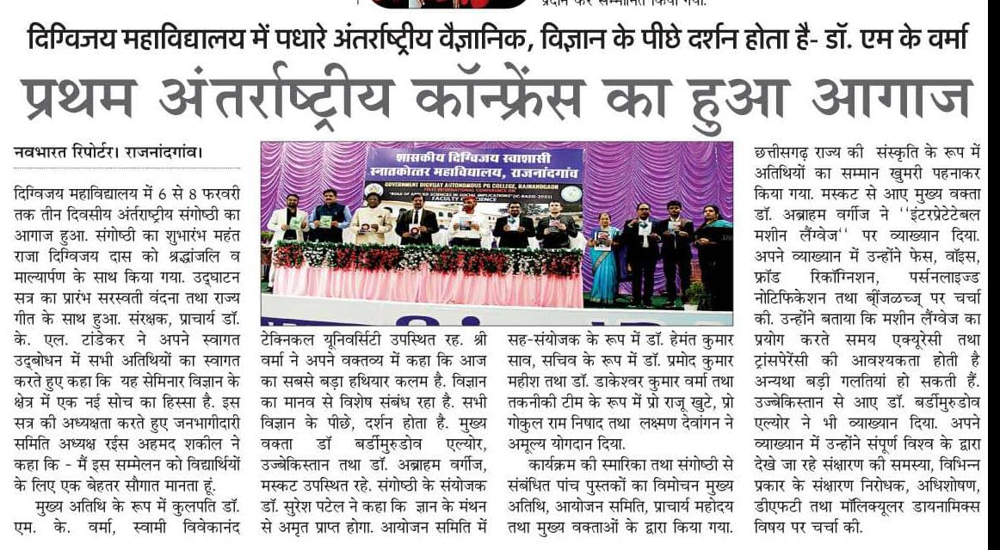 प्रदान कर सम्मानित किया गया.
दिग्विजय महाविद्यालय में पधारे अंतर्राष्ट्रीय वैज्ञानिक, विज्ञान के पीछे दर्शन होता है- डॉ. एम के वर्मा
प्रथम अंतर्राष्ट्रीय कॉन्फ्रेंस का हुआ आगाज
नवभारत रिपोर्टर। राजनांदगांव।
दिग्विजय महाविद्यालय में 6 से 8 फरवरी
तक तीन दिवसीय अंर्तराष्ट्रीय संगोष्ठी का
आगाज हुआ. संगोष्ठी का शुभारंभ महंत
राजा दिग्विजय दास को श्रद्धांजलि व
माल्यार्पण के साथ किया गया. उद्घाटन
सत्र का प्रारंभ सरस्वती वंदना तथा राज्य
गीत के साथ हुआ. संरक्षक, प्राचार्य डॉ.
के. एल. टांडेकर ने अपने स्वागत
उद्बोधन में सभी अतिथियों का स्वागत
करते हुए कहा कि यह सेमिनार विज्ञान के
क्षेत्र में एक नई सोच का हिस्सा है. इस
सत्र की अध्यक्षता करते हुए जनभागीदारी
समिति अध्यक्ष रईस अहमद शकील ने
कहा कि - मैं इस सम्मेलन को विद्यार्थियों
के लिए एक बेहतर सौगात मानता हूं.
मुख्य अतिथि के रूप में कुलपति डॉ.
एम. के. वर्मा, स्वामी विवेकानंद
शासकीय दिग्विजय स्वाशासी
स्नातकोत्तर महाविद्यालय, राजनांदगांव
GOVERNMENT DIGVIJAY AUTONOMOUS PG COLLEGE, RAJNANDGAON
FIRST INTERNATIONAL CONFERENCE ON
"ROLE OF APPLIED SCIENCES IN SOCIAL IMPLICATIONS" (IC-RASSI-2023)
FACULTY OF SCIENCE
टेक्निकल यूनिवर्सिटी उपस्थित रह. श्री
वर्मा ने अपने वक्तव्य में कहा कि आज
का सबसे बड़ा हथियार कलम है. विज्ञान
का मानव से विशेष संबंध रहा है. सभी
विज्ञान के पीछे, दर्शन होता है. मुख्य
वक्ता डॉ बर्डीमुरुडोव एल्योर,
उज्बेकिस्तान तथा डॉ. अब्राहम वर्गीज,
मस्कट उपस्थित रहे. संगोष्ठी के संयोजक
डॉ. सुरेश पटेल ने कहा कि ज्ञान के मंथन
से अमृत प्राप्त होगा. आयोजन समिति में
सह-संयोजक के रूप में डॉ. हेमंत कुमार
साव, सचिव के रूप में डॉ. प्रमोद कुमार
महीश तथा डॉ. डाकेश्वर कुमार वर्मा तथा
तकनीकी टीम के रूप में प्रो राजू खुटे, प्रो
गोकुल राम निषाद तथा लक्ष्मण देवांगन ने
अमूल्य योगदान दिया.
कार्यक्रम की स्मारिका तथा संगोष्ठी से
संबंधित पांच पुस्तकों का विमोचन मुख्य
अतिथि, आयोजन समिति, प्राचार्य महोदय
तथा मुख्य वक्ताओं के द्वारा किया गया.
छत्तीसगढ़ राज्य की संस्कृति के रूप में
अतिथियों का सम्मान खुमरी पहनाकर
किया गया. मस्कट से आए मुख्य वक्ता
डॉ. अब्राहम वर्गीज ने ''इंटरप्रेटेटेबल
मशीन लैंग्वेज'' पर व्याख्यान दिया.
अपने व्याख्यान में उन्होंने फेस, वॉइस,
फ्रॉड रिकॉग्निशन, पर्सनलाइज्ड
नोटिफिकेशन तथा बींजळच्ज् पर चर्चा
की. उन्होंने बताया कि मशीन लैंग्वेज का
प्रयोग करते समय एक्यूरेसी तथा
ट्रांसपेरेंसी की आवश्यकता होती है
अन्यथा बड़ी गलतियां हो सकती हैं.
उज्बेकिस्तान से आए डॉ. बर्डीमुरुडोव
एल्योर ने भी व्याख्यान दिया. अपने
व्याख्यान में उन्होंने संपूर्ण विश्व के द्वारा
देखे जा रहे संक्षारण की समस्या, विभिन्न
प्रकार के संक्षारण निरोधक, अधिशोषण,
डीएफटी तथा मॉलिक्यूलर डायनामिक्स
विषय पर चर्चा की.